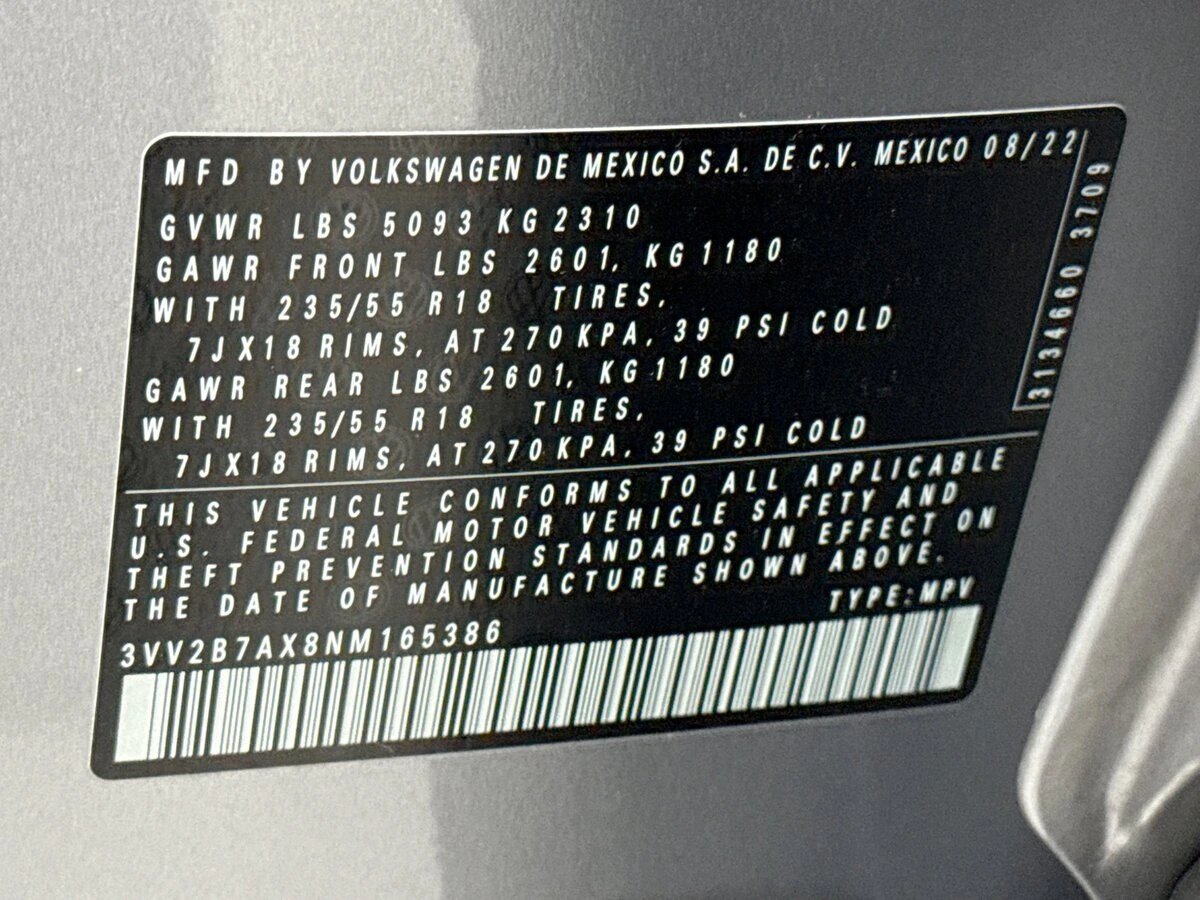 MFD BY VOLKSWAGEN DE MEXICO S.A. DE C.V. MEXICO 08/22
GVWR LBS 5093 KG 2310
GAWR FRONT LBS 2601, KG 1180
WITH 235/55 R18 TIRES,
7JX18 RIMS, AT 270 KPA, 39 PSI COLD
GAWR REAR LBS 2601, KG 1180
WITH 235/55 R18 TIRES,
7JX18 RIMS, AT 270 KPA, 39 PSI COLD
3134660 3709
THIS VEHICLE CONFORMS TO ALL APPLICABLE
U.S. FEDERAL MOTOR VEHICLE SAFETY AND
THEFT PREVENTION STANDARDS IN EFFECT ON
THE DATE OF MANUFACTURE SHOWN ABOVE.
3VV2B7AX8NM165386 TYPE:MPV